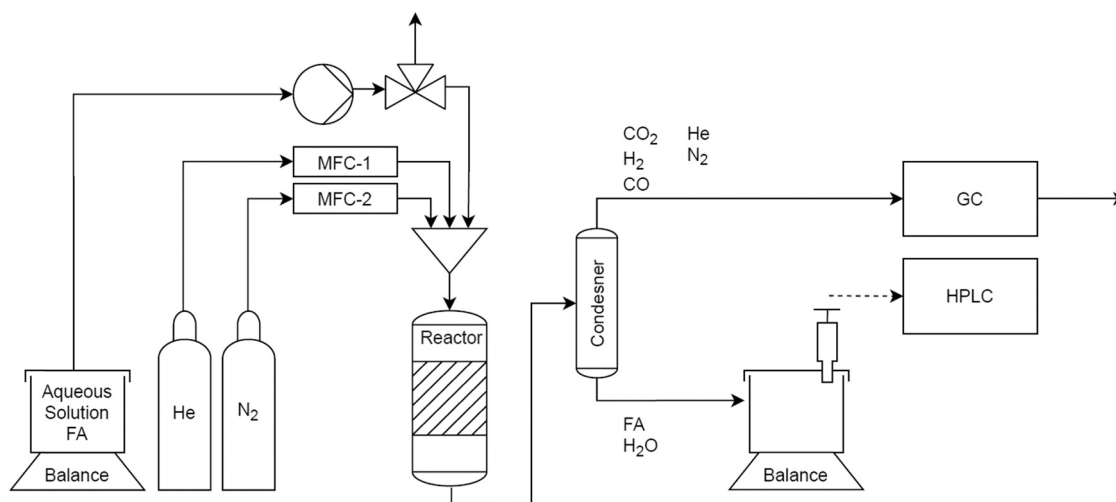 CO₂ He
H₂ N₂
CO
MFC-1
MFC-2
GC
HPLC
Reactor
Condesner
Aqueous
Solution
FA
Balance
He
N₂
FA
H₂O
Balance